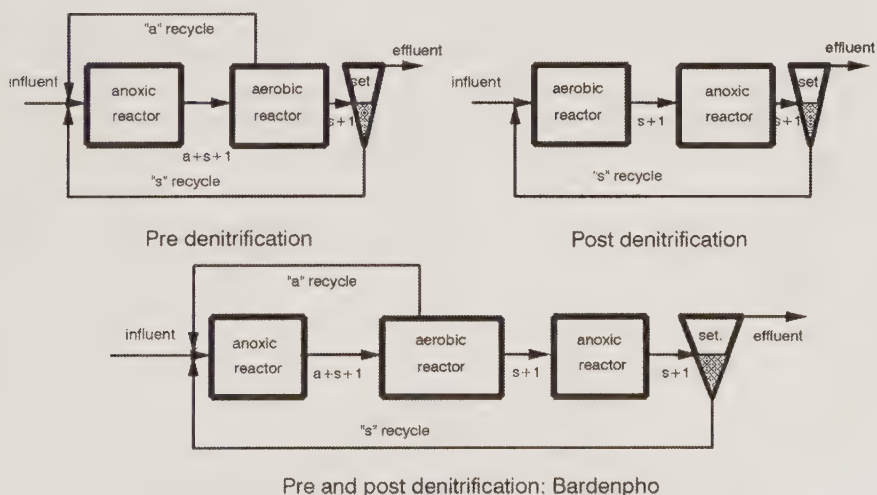 "a" recycle
influent
anoxic
reactor
a+s+1
aerobic
reactor
s+1
set.
effluent
"s" recycle
Pre denitrification
influent
aerobic
reactor
s+1
anoxic
reactor
s+1
set.
effluent
"s" recycle
Post denitrification
"a" recycle
influent
anoxic
reactor
a+s+1
aerobic
reactor
s+1
anoxic
reactor
s+1
set.
effluent
"s" recycle
Pre and post denitrification: Bardenpho